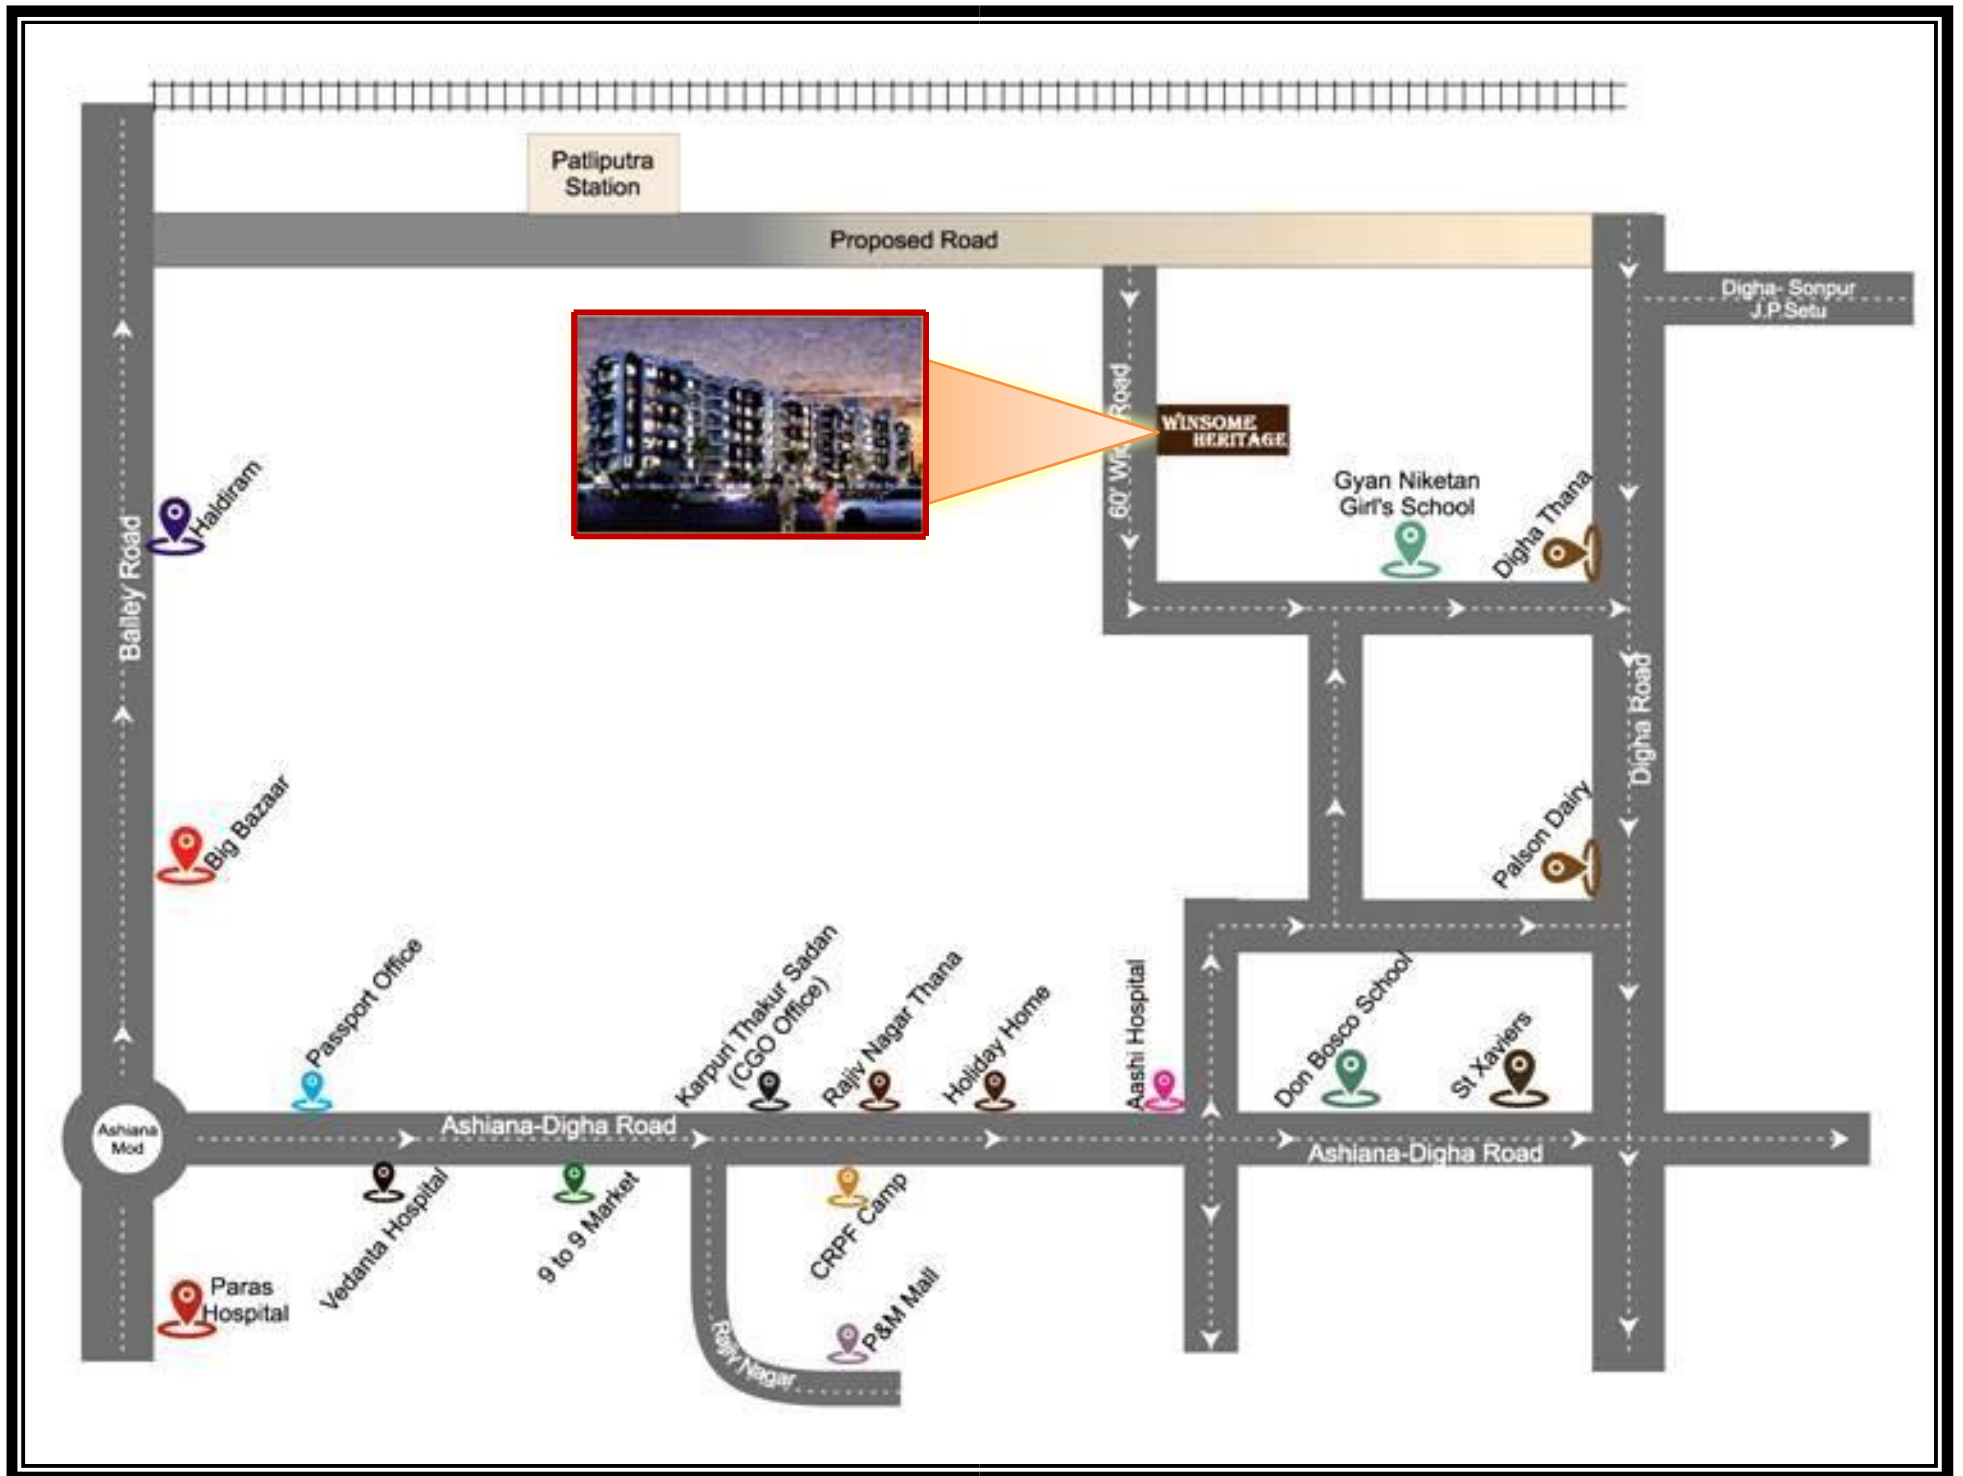 Patliputra
Station
Proposed Road
Digha- Sonpur
J.P.Setu
60' Wide Road
WINSOME
HERITAGE
Gyan Niketan
Girl's School
Digha Thana
Haldiram
Bailey Road
Digha Road
Big Bazaar
Palson Dairy
Passport Office
Karpuri Thakur Sadan
(CGO Office)
Rajiv Nagar Thana
Holiday Home
Aashi Hospital
Don Bosco School
St Xaviers
Ashiana
Mod
Ashiana-Digha Road
Ashiana-Digha Road
Vedanta Hospital
9 to 9 Market
CRPF Camp
Paras
Hospital
P&M Mall
Rajiv Nagar